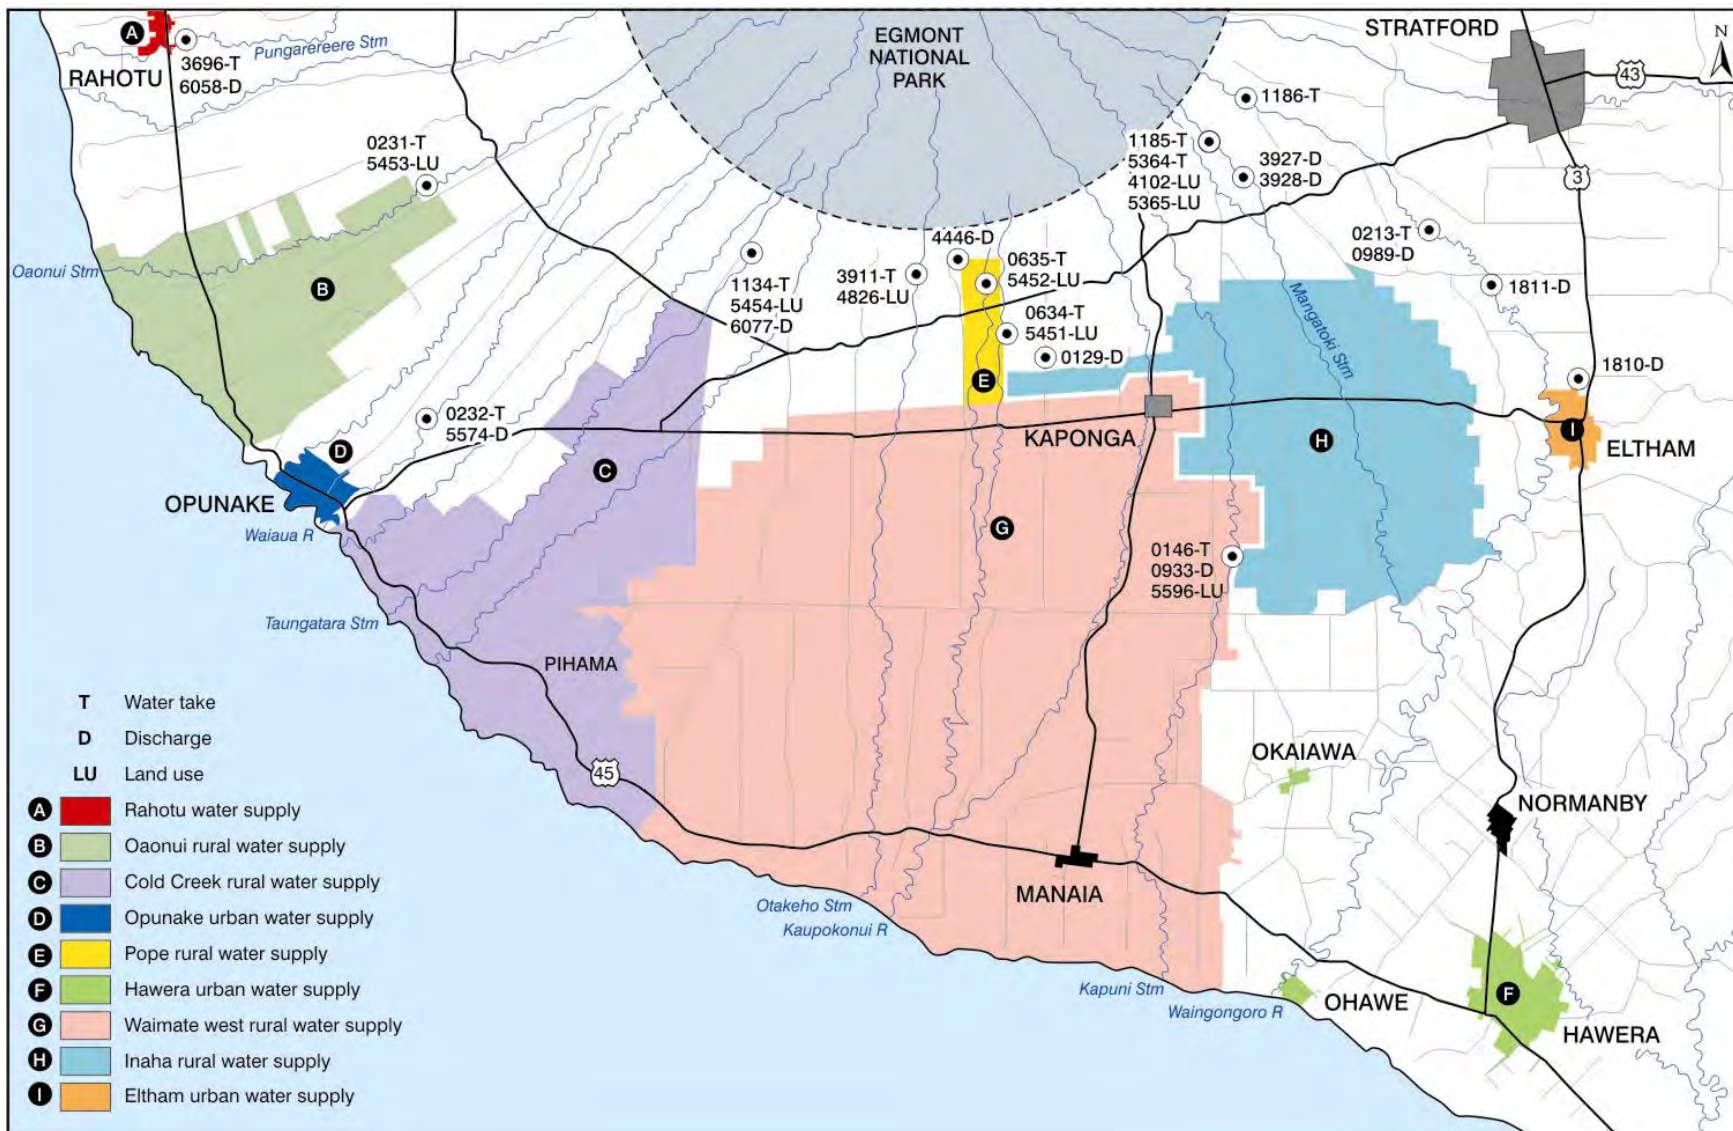 STRATFORD
N
EGMONT
NATIONAL
PARK
A
RAHOTU
3696-T
6058-D
Pungarereere Stm
43
1186-T
0231-T
5453-LU
1185-T
5364-T
4102-LU
5365-LU
3927-D
3928-D
3
0213-T
0989-D
1811-D
Oaonui Stm
B
1134-T
5454-LU
6077-D
3911-T
4826-LU
4446-D
0635-T
5452-LU
0634-T
5451-LU
0129-D
E
Mangatoki Stm
1810-D
0232-T
5574-D
D
OPUNAKE
Waiaua R
C
KAPONGA
H
I
ELTHAM
G
0146-T
0933-D
5596-LU
Taungatara Stm
PIHAMA
45
OKAIAWA
NORMANBY
MANAIA
Otakeho Stm
Kaupokonui R
Kapuni Stm
Waingongoro R
OHAWE
F
HAWERA
T Water take
D Discharge
LU Land use
A Rahotu water supply
B Oaonui rural water supply
C Cold Creek rural water supply
D Opunake urban water supply
E Pope rural water supply
F Hawera urban water supply
G Waimate west rural water supply
H Inaha rural water supply
I Eltham urban water supply